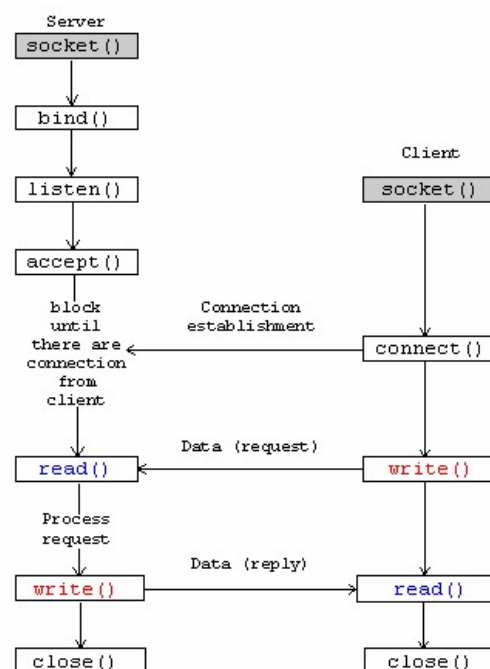 Server
socket()
bind()
Client
listen()
socket()
accept()
block
until
there are
connection
from
client
Connection
establishment
connect()
Data (request)
read()
write()
Process
request
Data (reply)
write()
read()
close()
close()